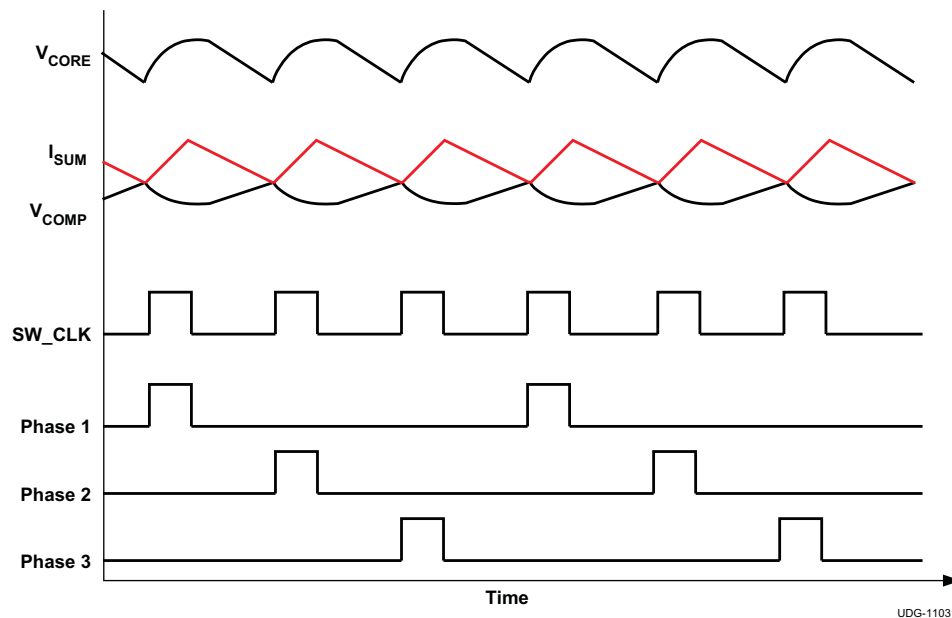 VCORE
ISUM
VCOMP
SW_CLK
Phase 1
Phase 2
Phase 3
Time
UDG-1103